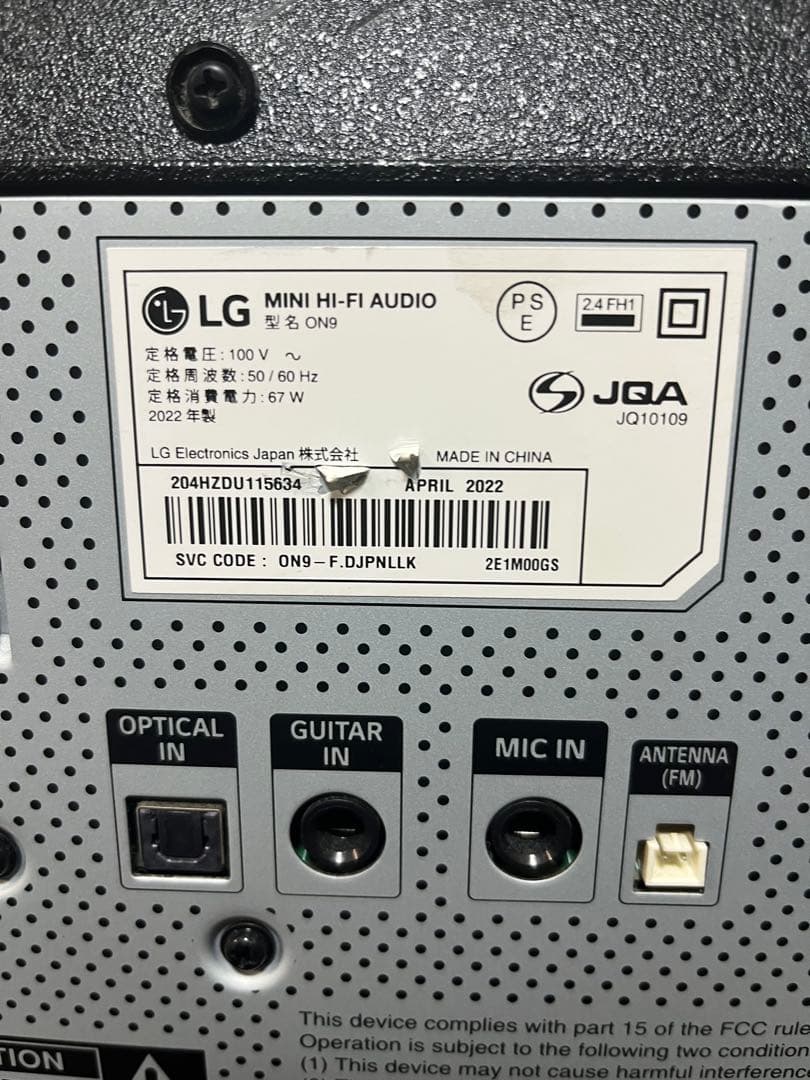 LG MINI HI-FI AUDIO
型名 ON9
PS
E
2.4 FH1
定格電圧: 100 V ～
定格周波数: 50 / 60 Hz
定格消費電力: 67 W
2022 年製
JQA
JQ10109
LG Electronics Japan 株式会社
MADE IN CHINA
204HZDU115634
APRIL 2022
SVC CODE : ON9-F.DJPNLLK
2E1M00GS
OPTICAL
IN
GUITAR
IN
MIC IN
ANTENNA
(FM)
This device complies with part 15 of the FCC rule
Operation is subject to the following two condition
(1) This device may not cause harmful interference
TION